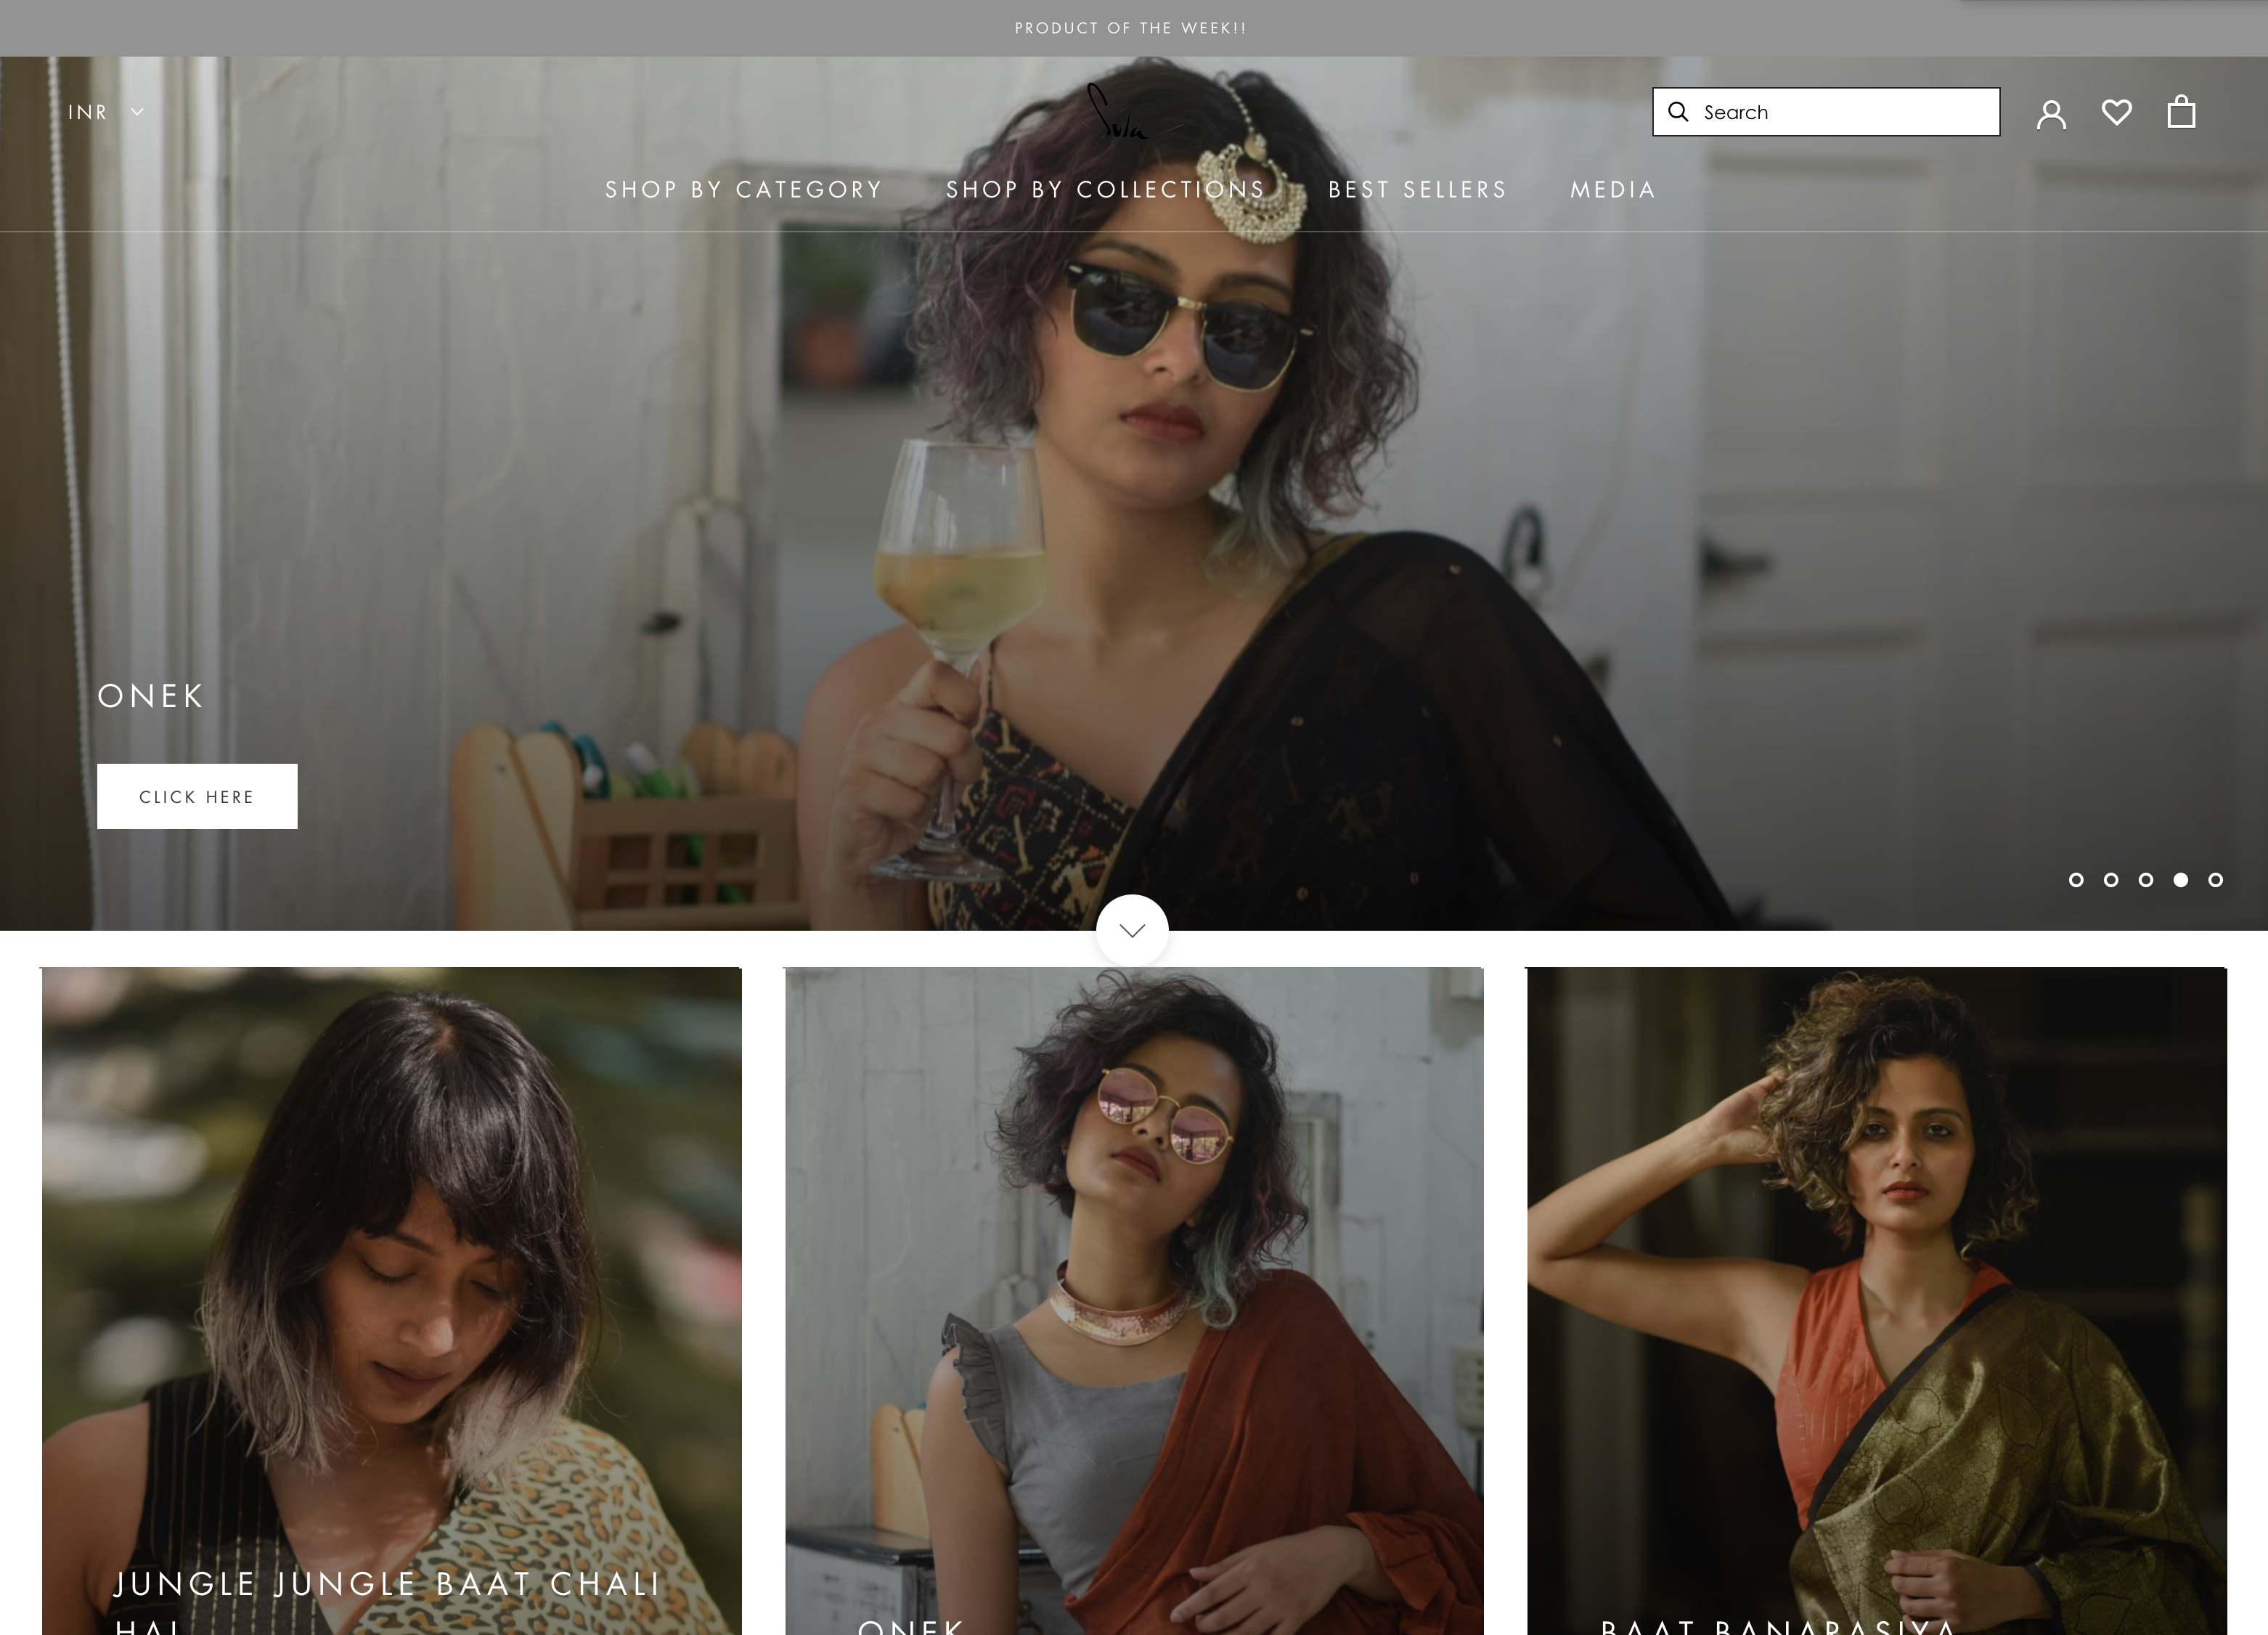 PRODUCT OF THE WEEK!!
INR
Suta
Search
SHOP BY CATEGORY
SHOP BY COLLECTIONS
BEST SELLERS
MEDIA
ONEK
CLICK HERE
JUNGLE JUNGLE BAAT CHALI
HAI
ONEK
BAAT BANARASIYA